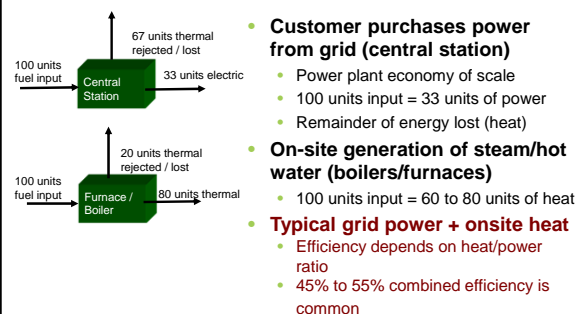 67 units thermal
rejected / lost
100 units
fuel input
Central
Station
33 units electric
20 units thermal
rejected / lost
100 units
fuel input
Furnace /
Boiler
80 units thermal
• Customer purchases power
from grid (central station)
• Power plant economy of scale
• 100 units input = 33 units of power
• Remainder of energy lost (heat)
• On-site generation of steam/hot
water (boilers/furnaces)
• 100 units input = 60 to 80 units of heat
• Typical grid power + onsite heat
• Efficiency depends on heat/power
ratio
• 45% to 55% combined efficiency is
common